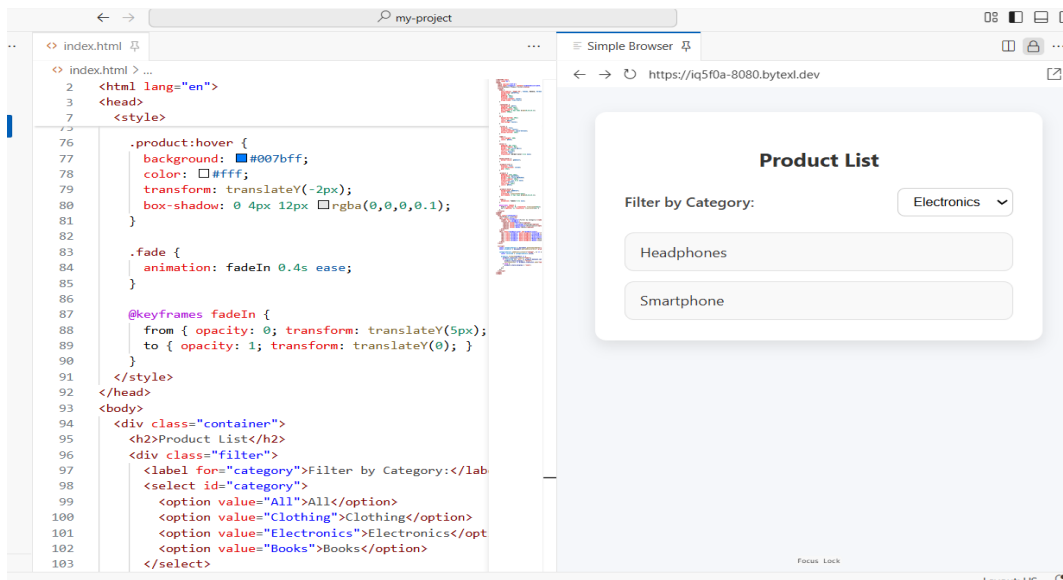 my-project
index.html
...
Simple Browser
index.html > ...
https://iq5f0a-8080.bytexl.dev
2 <html lang="en">
3 <head>
7 <style>
75
76 .product:hover {
77 background: #007bff;
78 color: #fff;
79 transform: translateY(-2px);
80 box-shadow: 0 4px 12px rgba(0,0,0,0.1);
81 }
82
83 .fade {
84 animation: fadeIn 0.4s ease;
85 }
86
87 @keyframes fadeIn {
88 from { opacity: 0; transform: translateY(5px);
89 to { opacity: 1; transform: translateY(0); }
90 }
91 </style>
92 </head>
93 <body>
94 <div class="container">
95 <h2>Product List</h2>
96 <div class="filter">
97 <label for="category">Filter by Category:</lab
98 <select id="category">
99 <option value="All">All</option>
100 <option value="Clothing">Clothing</option>
101 <option value="Electronics">Electronics</opt
102 <option value="Books">Books</option>
103 </select>
Product List
Filter by Category:
Electronics
Headphones
Smartphone
Focus Lock